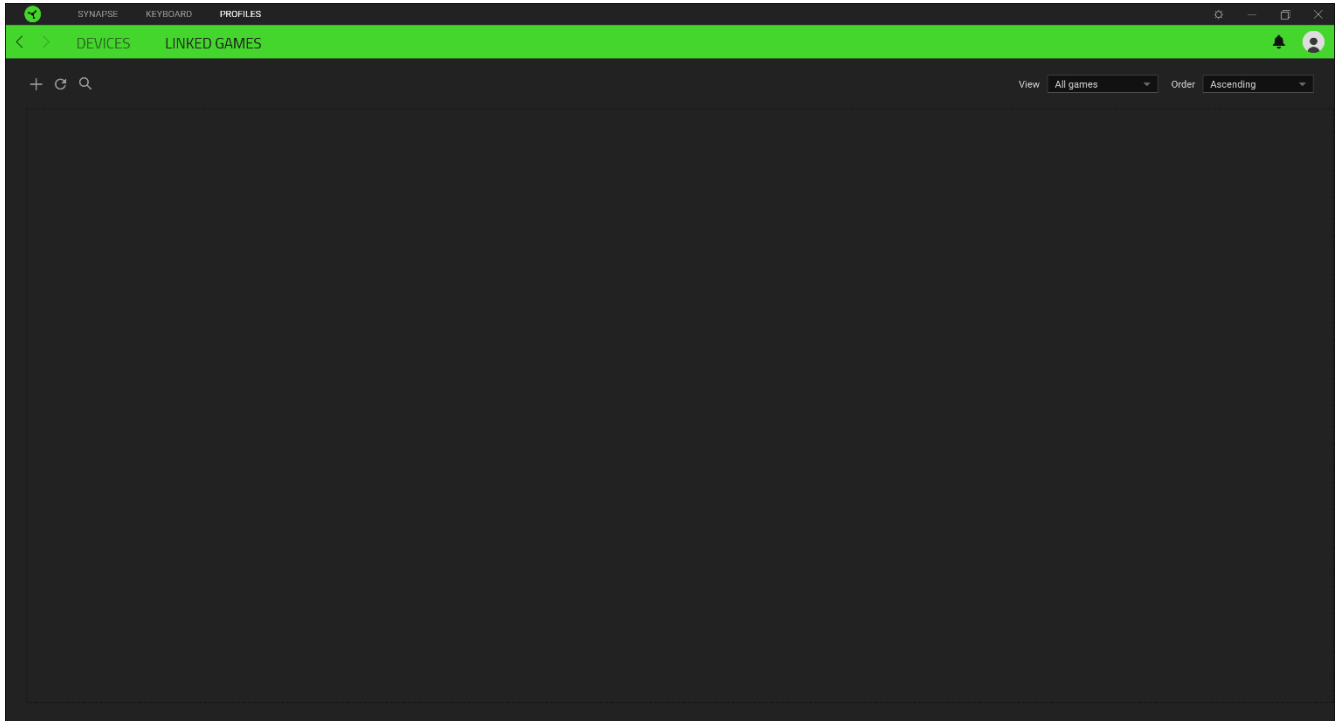 SYNAPSE KEYBOARD PROFILES
DEVICES LINKED GAMES
View All games Order Ascending